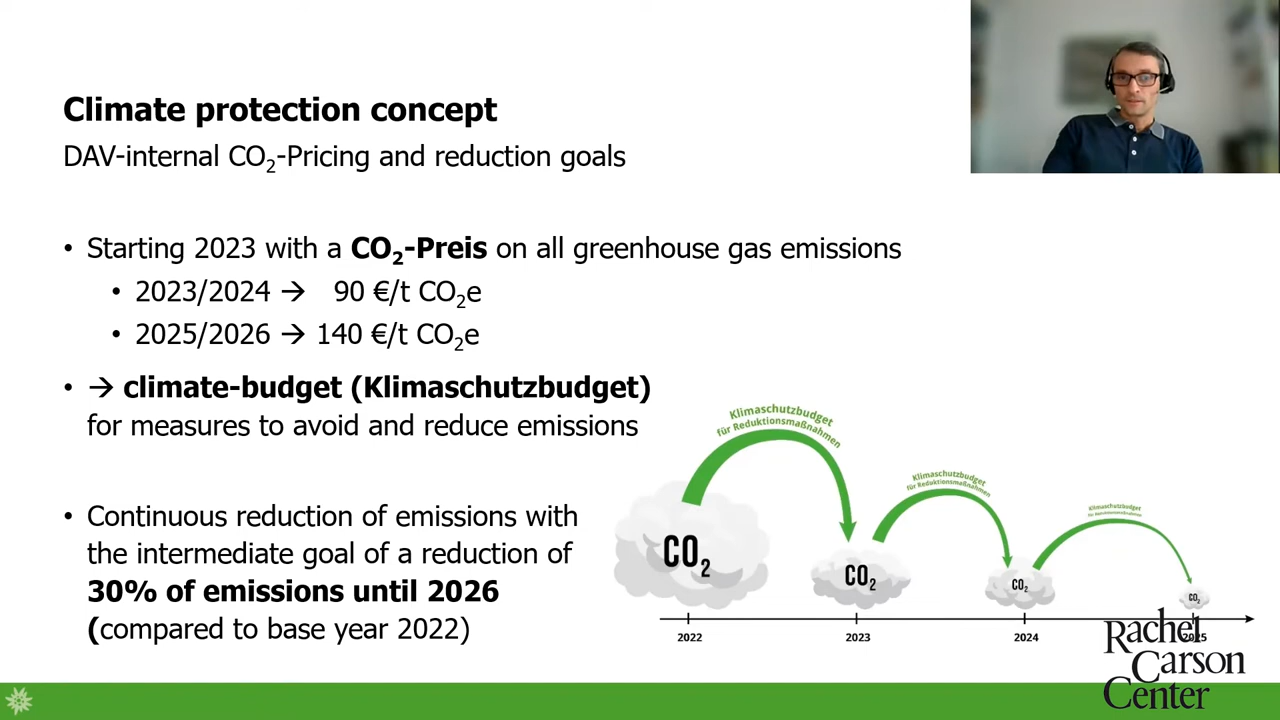 Climate protection concept
DAV-internal CO₂-Pricing and reduction goals
• Starting 2023 with a CO₂-Preis on all greenhouse gas emissions
• 2023/2024 → 90 €/t CO₂e
• 2025/2026 → 140 €/t CO₂e
• → climate-budget (Klimaschutzbudget)
for measures to avoid and reduce emissions
• Continuous reduction of emissions with
the intermediate goal of a reduction of
30% of emissions until 2026
(compared to base year 2022)
Klimaschutzbudget
für Reduktionsmaßnahmen
Klimaschutzbudget
für Reduktionsmaßnahmen
Klimaschutzbudget
für Reduktionsmaßnahmen
CO₂
CO₂
CO₂
CO₂
2022
2023
2024
2025
Rachel
Carson
Center